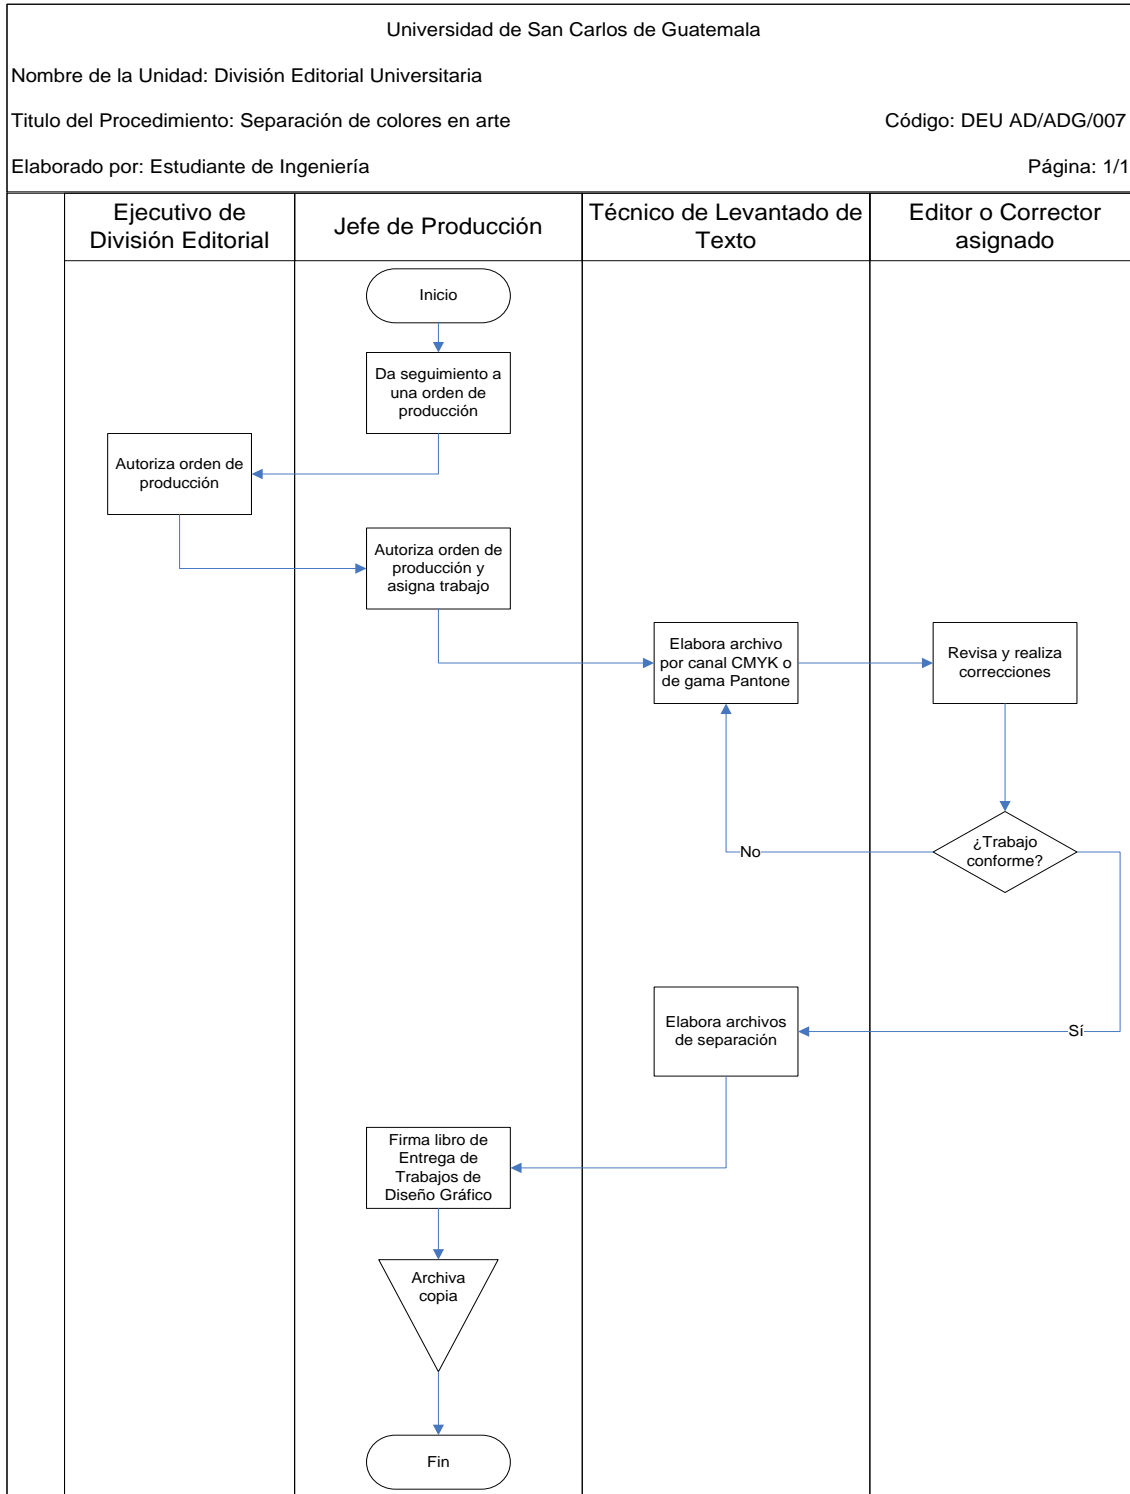 Universidad de San Carlos de Guatemala
Nombre de la Unidad: División Editorial Universitaria
Titulo del Procedimiento: Separación de colores en arte
Código: DEU AD/ADG/007
Elaborado por: Estudiante de Ingeniería
Página: 1/1
Ejecutivo de
División Editorial
Jefe de Producción
Técnico de Levantado de
Texto
Editor o Corrector
asignado
Inicio
Da seguimiento a
una orden de
producción
Autoriza orden de
producción
Autoriza orden de
producción y
asigna trabajo
Elabora archivo
por canal CMYK o
de gama Pantone
Revisa y realiza
correcciones
¿Trabajo
conforme?
No
Sí
Elabora archivos
de separación
Firma libro de
Entrega de
Trabajos de
Diseño Gráfico
Archiva
copia
Fin